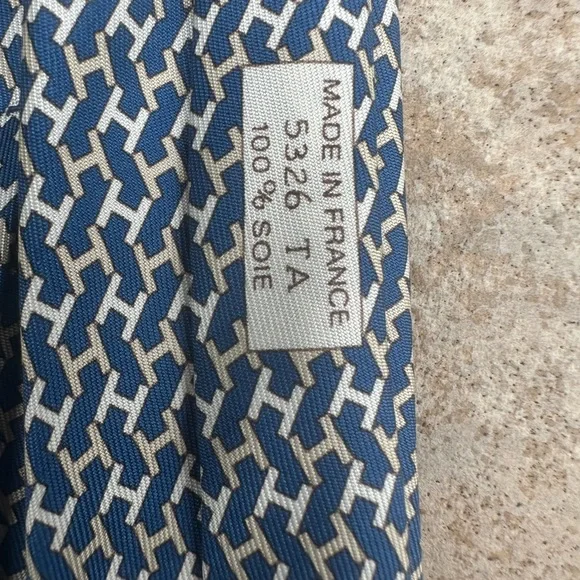 MADE IN FRANCE
5326 TA
100% SOIE